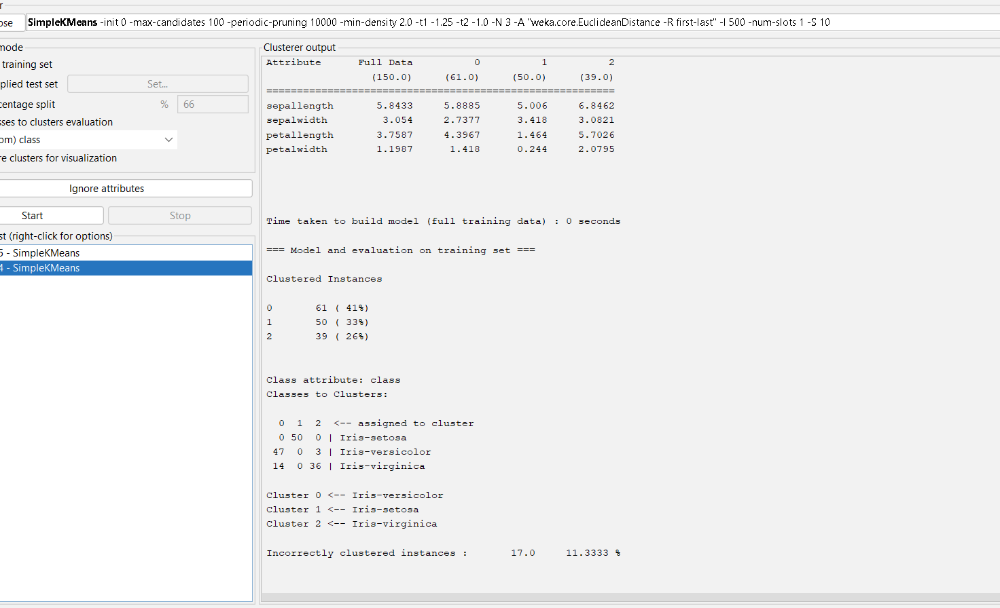 r
ose SimpleKMeans -init 0 -max-candidates 100 -periodic-pruning 10000 -min-density 2.0 -t1 -1.25 -t2 -1.0 -N 3 -A "weka.core.EuclideanDistance -R first-last" -I 500 -num-slots 1 -S 10
mode
training set
plied test set Set...
centage split % 66
sses to clusters evaluation
om) class
re clusters for visualization
Ignore attributes
Start Stop
st (right-click for options)
5 - SimpleKMeans
4 - SimpleKMeans
Clusterer output
Attribute Full Data 0 1 2
(150.0) (61.0) (50.0) (39.0)
=========================================================
sepallength 5.8433 5.8885 5.006 6.8462
sepalwidth 3.054 2.7377 3.418 3.0821
petallength 3.7587 4.3967 1.464 5.7026
petalwidth 1.1987 1.418 0.244 2.0795
Time taken to build model (full training data) : 0 seconds
=== Model and evaluation on training set ===
Clustered Instances
0 61 ( 41%)
1 50 ( 33%)
2 39 ( 26%)
Class attribute: class
Classes to Clusters:
0 1 2 <-- assigned to cluster
0 50 0 | Iris-setosa
47 0 3 | Iris-versicolor
14 0 36 | Iris-virginica
Cluster 0 <-- Iris-versicolor
Cluster 1 <-- Iris-setosa
Cluster 2 <-- Iris-virginica
Incorrectly clustered instances : 17.0 11.3333 %